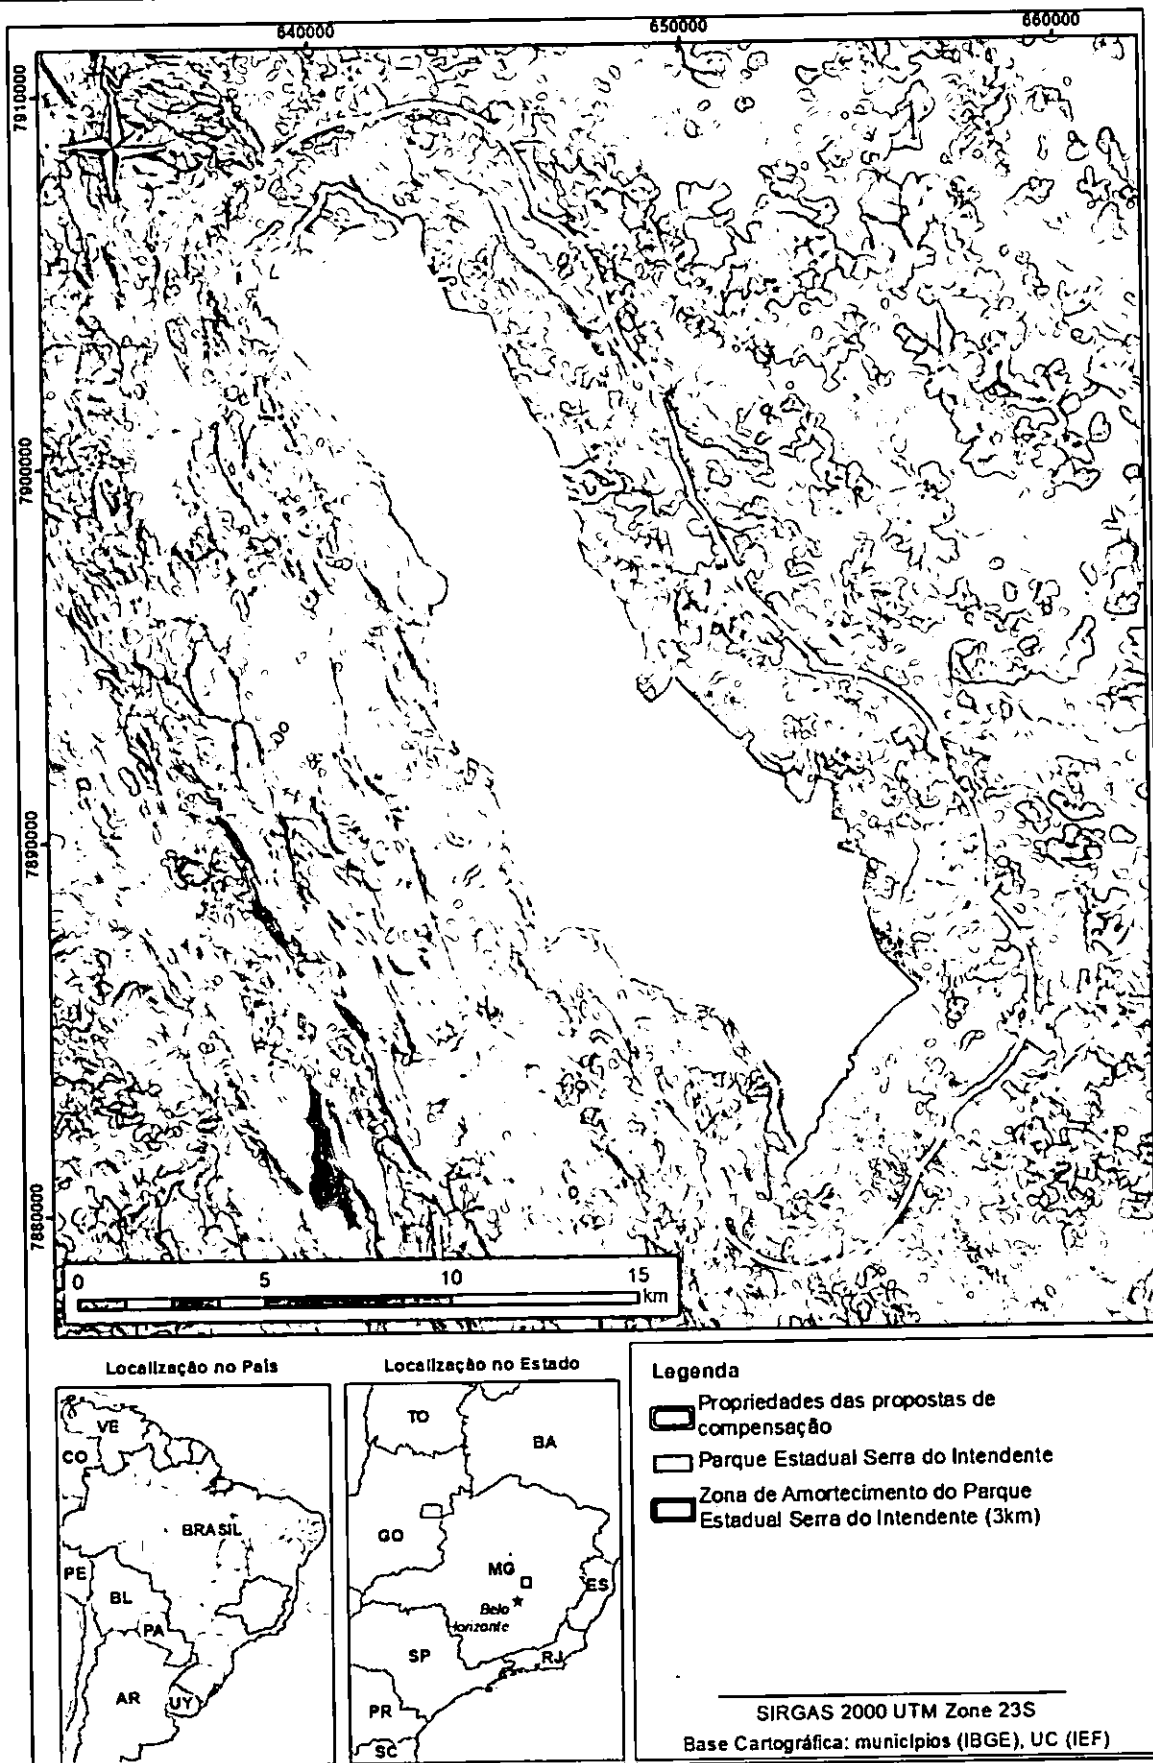 640000
650000
660000
7910000
7900000
7890000
7880000
0
5
10
15
km
Localização no País
Localização no Estado
VE
CO
BRASIL
PE
BL
PA
AR
UY
TO
BA
GO
MG
ES
Belo
Horizonte
SP
RJ
PR
SC
Legenda
Propriedades das propostas de
compensação
Parque Estadual Serra do Intendente
Zona de Amortecimento do Parque
Estadual Serra do Intendente (3km)
SIRGAS 2000 UTM Zone 23S
Base Cartográfica: municípios (IBGE), UC (IEF)